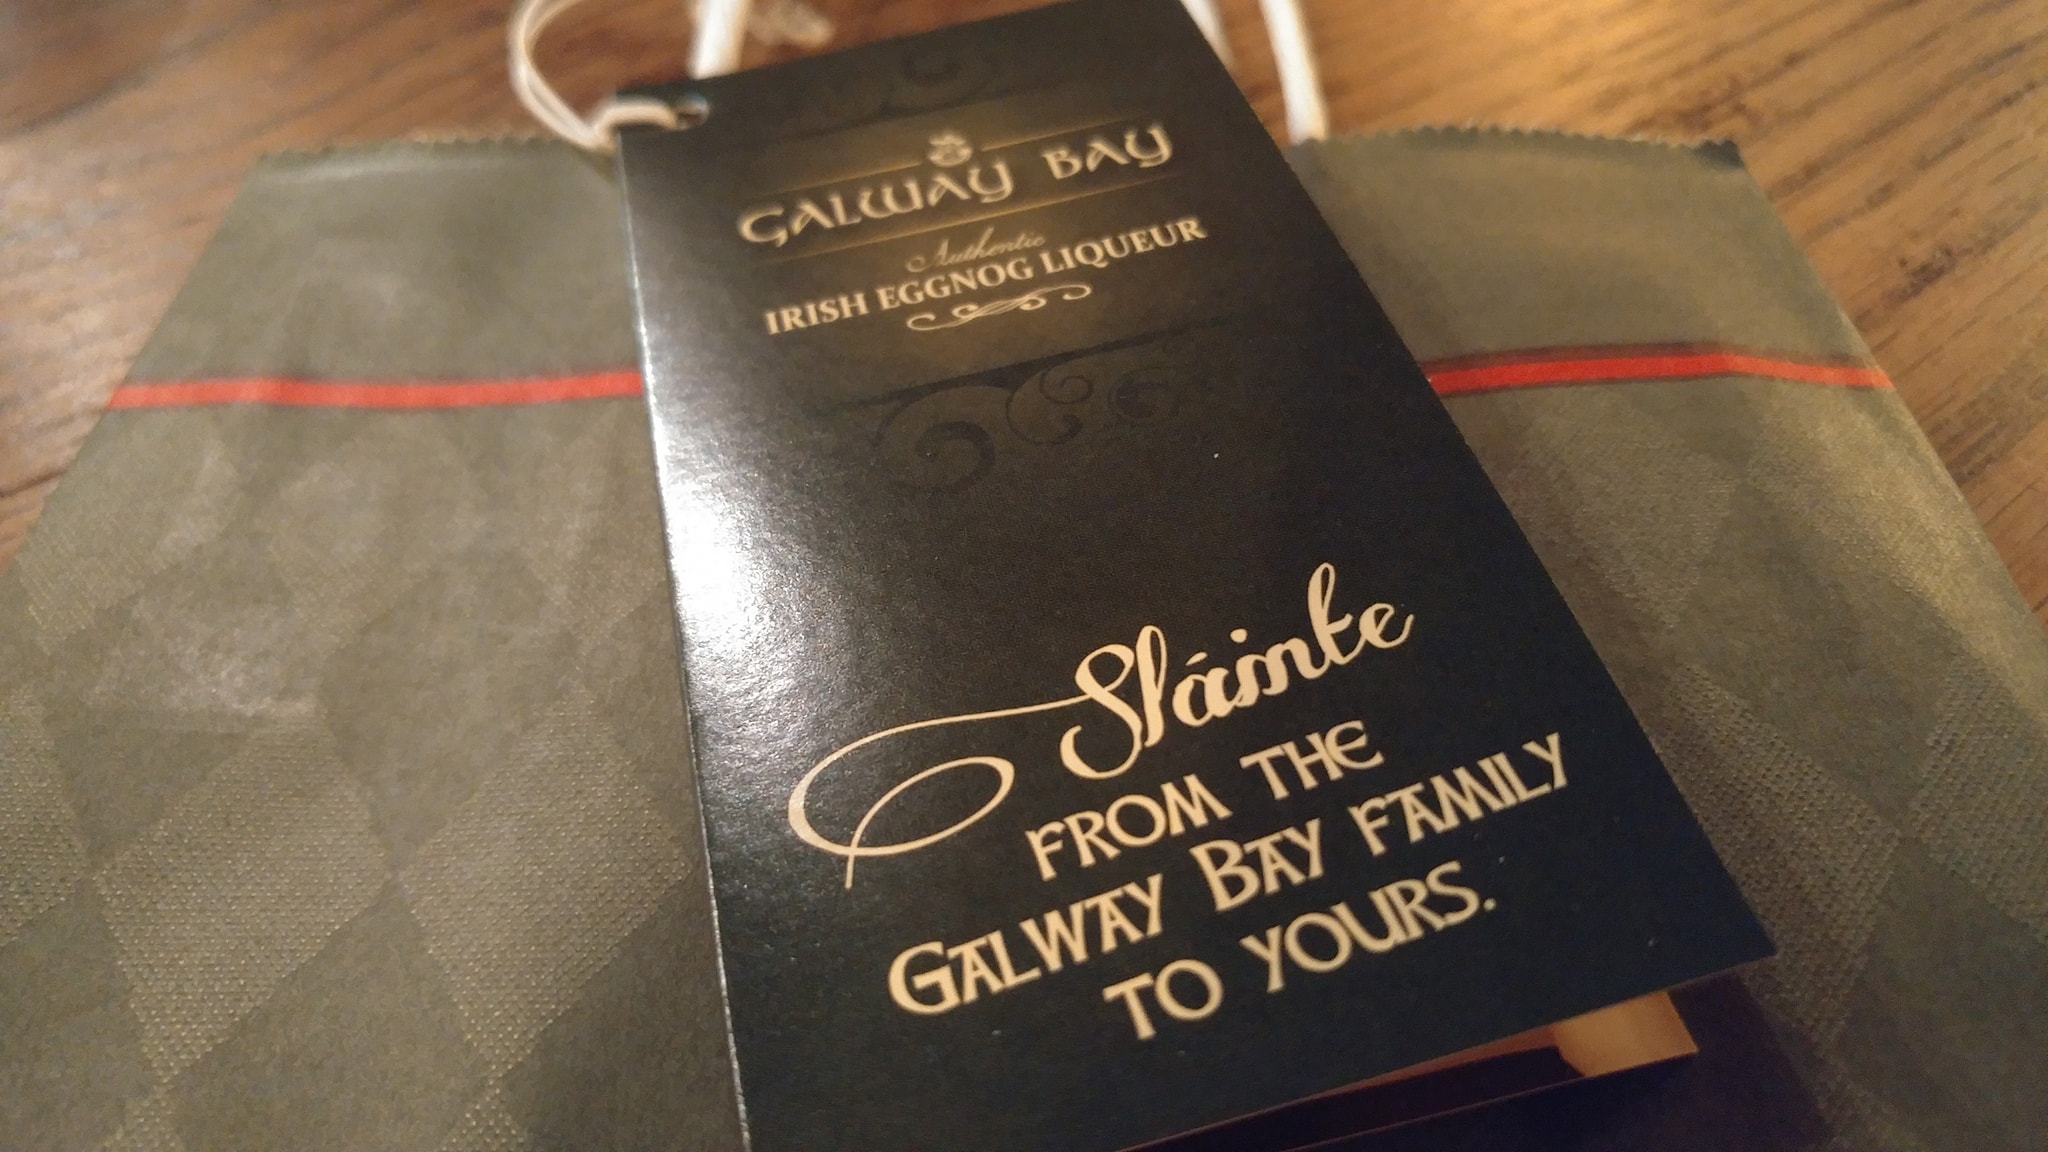 GALWAY BAY
Authentic
IRISH EGGNOG LIQUEUR
Sláinte
FROM THE
GALWAY BAY FAMILY
TO YOURS.